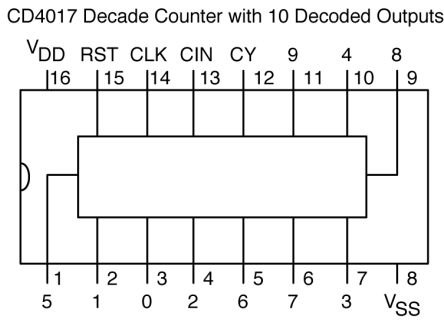 CD4017 Decade Counter with 10 Decoded Outputs
VDD RST CLK CIN CY 9 4 8
16 15 14 13 12 11 10 9
1 2 3 4 5 6 7 8
5 1 0 2 6 7 3 VSS